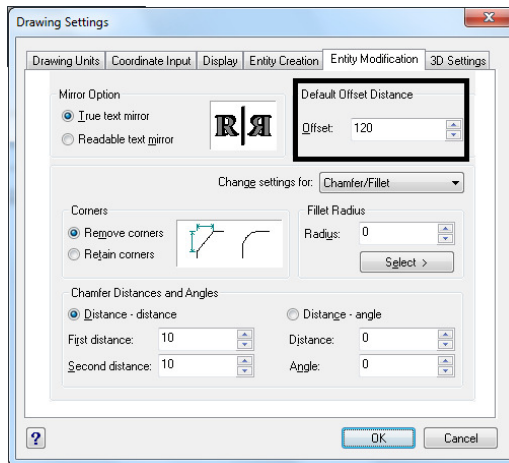 Drawing Settings
Drawing Units Coordinate Input Display Entity Creation Entity Modification 3D Settings
Mirror Option
True text mirror
Readable text mirror
R|Я
Default Offset Distance
Offset: 120
Change settings for: Chamfer/Fillet
Corners
Remove corners
Retain corners
Fillet Radius
Radius: 0
Select >
Chamfer Distances and Angles
Distance - distance
First distance: 10
Second distance: 10
Distance - angle
Distance: 0
Angle: 0
? OK Cancel